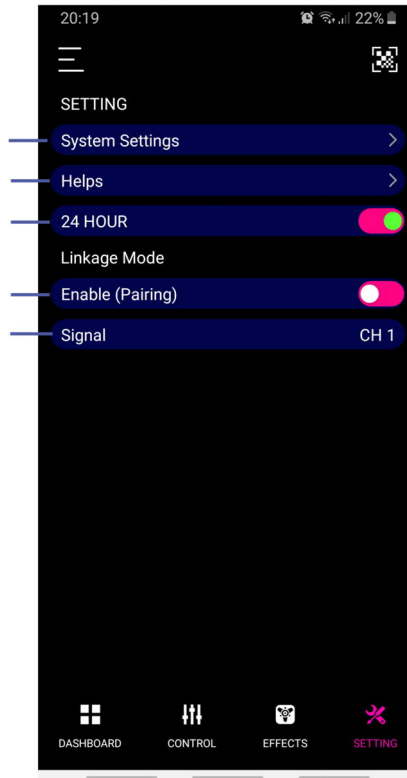 20:19 22%
SETTING
System Settings
Helps
24 HOUR
Linkage Mode
Enable (Pairing)
Signal CH 1
DASHBOARD CONTROL EFFECTS SETTING